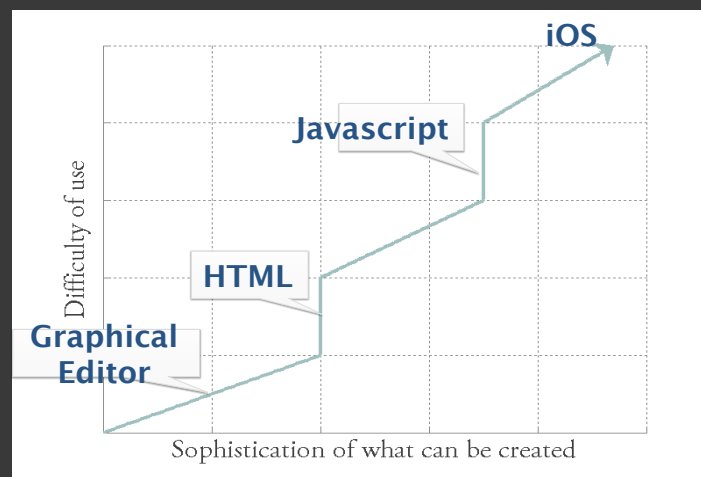 iOS
Javascript
HTML
Graphical
Editor
Difficulty of use
Sophistication of what can be created